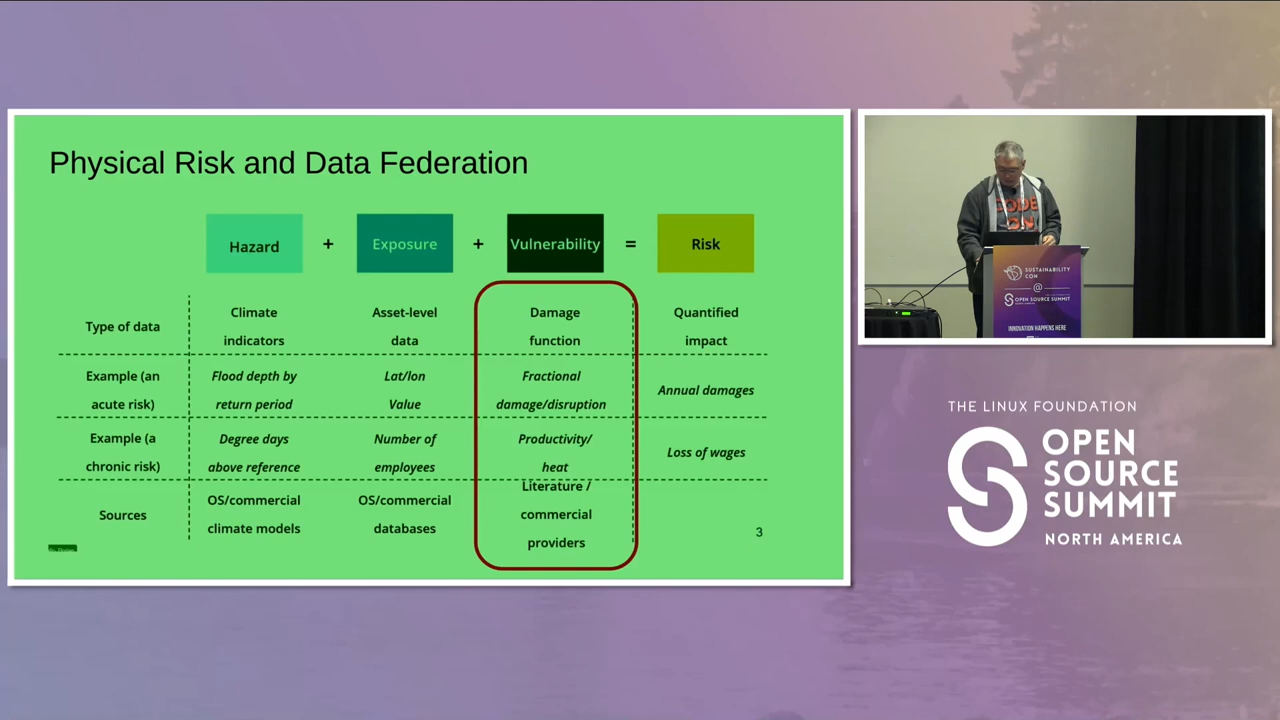 Physical Risk and Data Federation
Hazard + Exposure + Vulnerability = Risk
Type of data
Climate
indicators
Asset-level
data
Damage
function
Quantified
impact
Example (an
acute risk)
Flood depth by
return period
Lat/lon
Value
Fractional
damage/disruption
Annual damages
Example (a
chronic risk)
Degree days
above reference
Number of
employees
Productivity/
heat
Loss of wages
Sources
OS/commercial
climate models
OS/commercial
databases
Literature /
commercial
providers
3
CODE
SUSTAINABILITY
CON
@
OPEN SOURCE SUMMIT
NORTH AMERICA
INNOVATION HAPPENS HERE
THE LINUX FOUNDATION
OPEN
SOURCE
SUMMIT
NORTH AMERICA